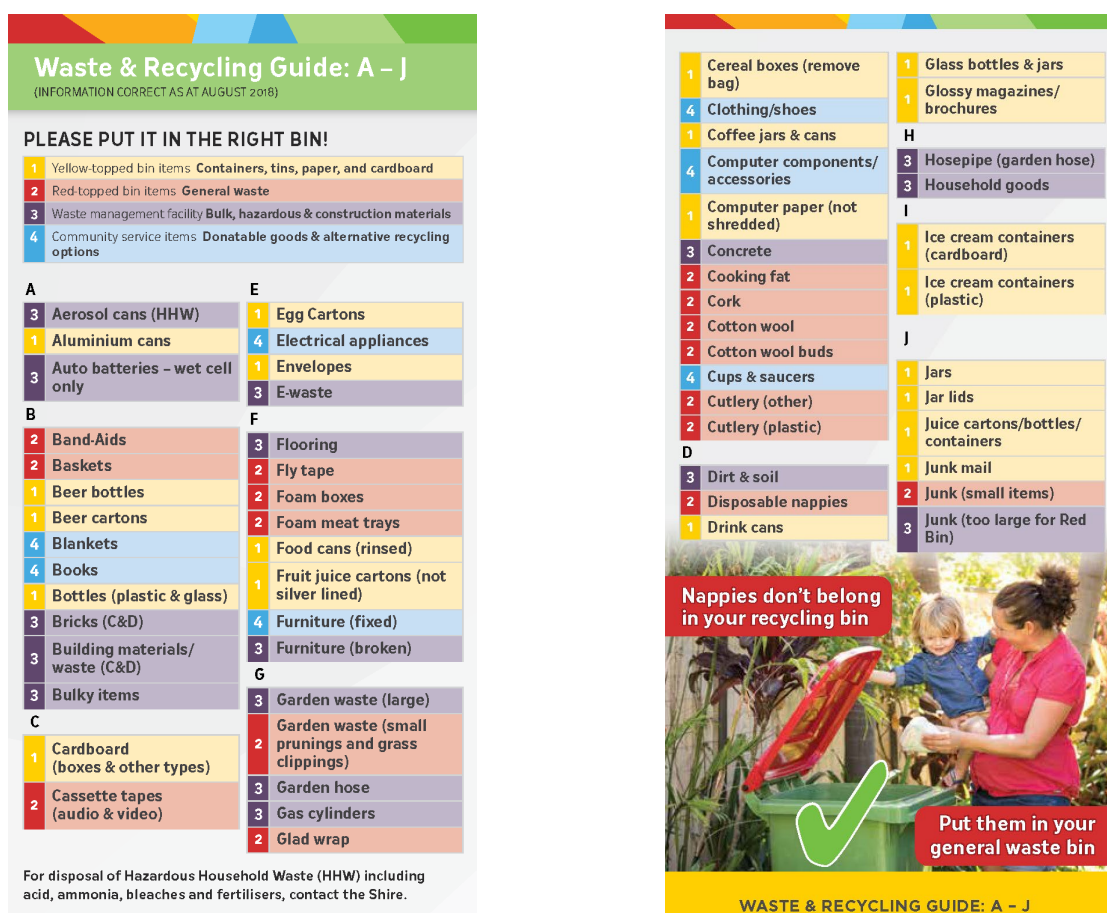 Waste & Recycling Guide: A – J
(INFORMATION CORRECT AS AT AUGUST 2018)
PLEASE PUT IT IN THE RIGHT BIN!
1 Yellow-topped bin items Containers, tins, paper, and cardboard
2 Red-topped bin items General waste
3 Waste management facility Bulk, hazardous & construction materials
4 Community service items Donatable goods & alternative recycling
options
A
3 Aerosol cans (HHW)
1 Aluminium cans
3 Auto batteries – wet cell
only
B
2 Band-Aids
2 Baskets
1 Beer bottles
1 Beer cartons
4 Blankets
4 Books
1 Bottles (plastic & glass)
3 Bricks (C&D)
3 Building materials/
waste (C&D)
3 Bulky items
C
1 Cardboard
(boxes & other types)
2 Cassette tapes
(audio & video)
E
1 Egg Cartons
4 Electrical appliances
1 Envelopes
3 E-waste
F
3 Flooring
2 Fly tape
2 Foam boxes
2 Foam meat trays
1 Food cans (rinsed)
1 Fruit juice cartons (not
silver lined)
4 Furniture (fixed)
3 Furniture (broken)
G
3 Garden waste (large)
2 Garden waste (small
prunings and grass
clippings)
3 Garden hose
3 Gas cylinders
2 Glad wrap
For disposal of Hazardous Household Waste (HHW) including
acid, ammonia, bleaches and fertilisers, contact the Shire.
1 Cereal boxes (remove
bag)
4 Clothing/shoes
1 Coffee jars & cans
4 Computer components/
accessories
1 Computer paper (not
shredded)
3 Concrete
2 Cooking fat
2 Cork
2 Cotton wool
2 Cotton wool buds
4 Cups & saucers
2 Cutlery (other)
2 Cutlery (plastic)
D
3 Dirt & soil
2 Disposable nappies
1 Drink cans
1 Glass bottles & jars
1 Glossy magazines/
brochures
H
3 Hosepipe (garden hose)
3 Household goods
I
1 Ice cream containers
(cardboard)
1 Ice cream containers
(plastic)
J
1 Jars
1 Jar lids
1 Juice cartons/bottles/
containers
1 Junk mail
2 Junk (small items)
3 Junk (too large for Red
Bin)
Nappies don't belong
in your recycling bin
Put them in your
general waste bin
WASTE & RECYCLING GUIDE: A – J